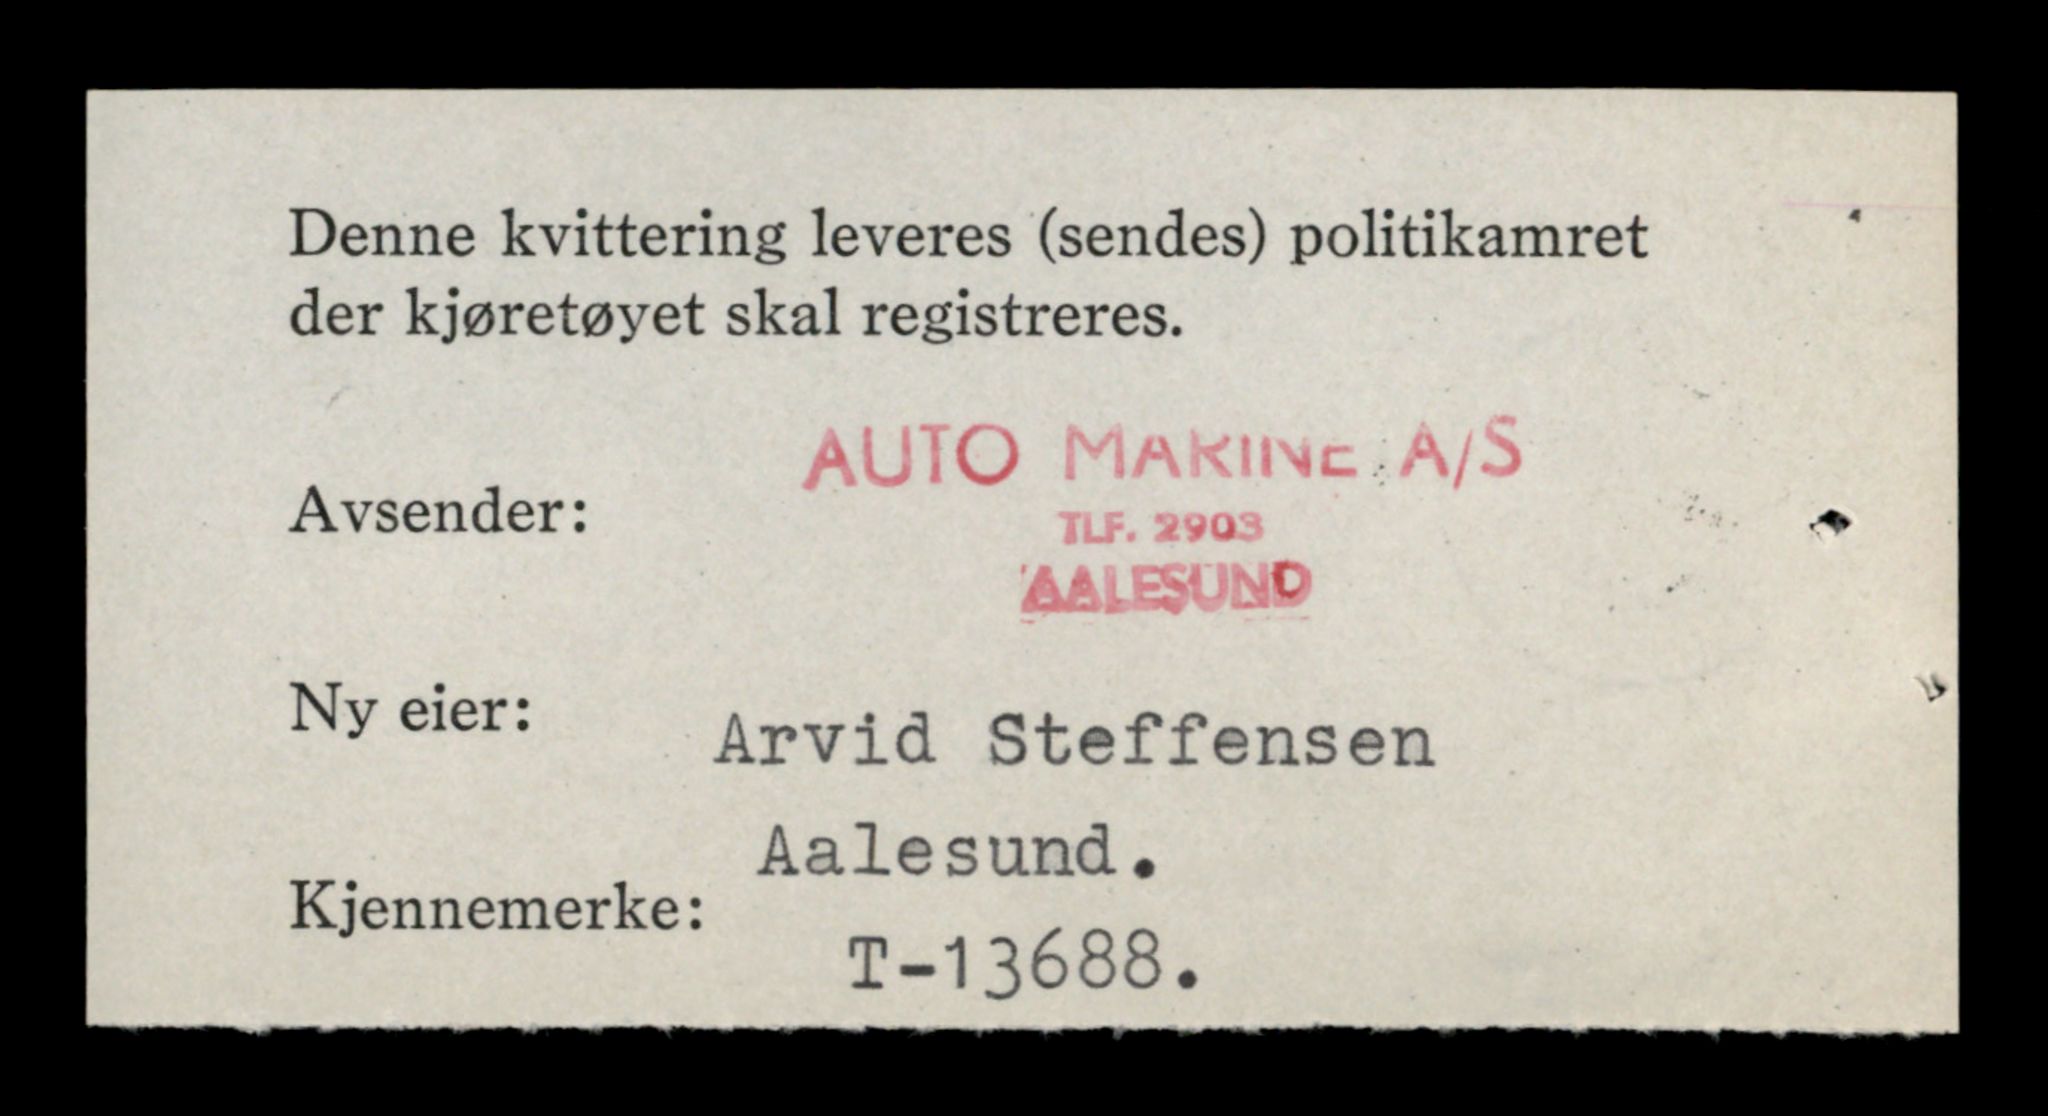 Denne kvittering leveres (sendes) politikamret
der kjøretøyet skal registreres.
AUTO MARINE A/S
Avsender:
TLF. 2903
AALESUND
Ny eier:
Arvid Steffensen
Aalesund.
Kjennemerke:
T-13688.